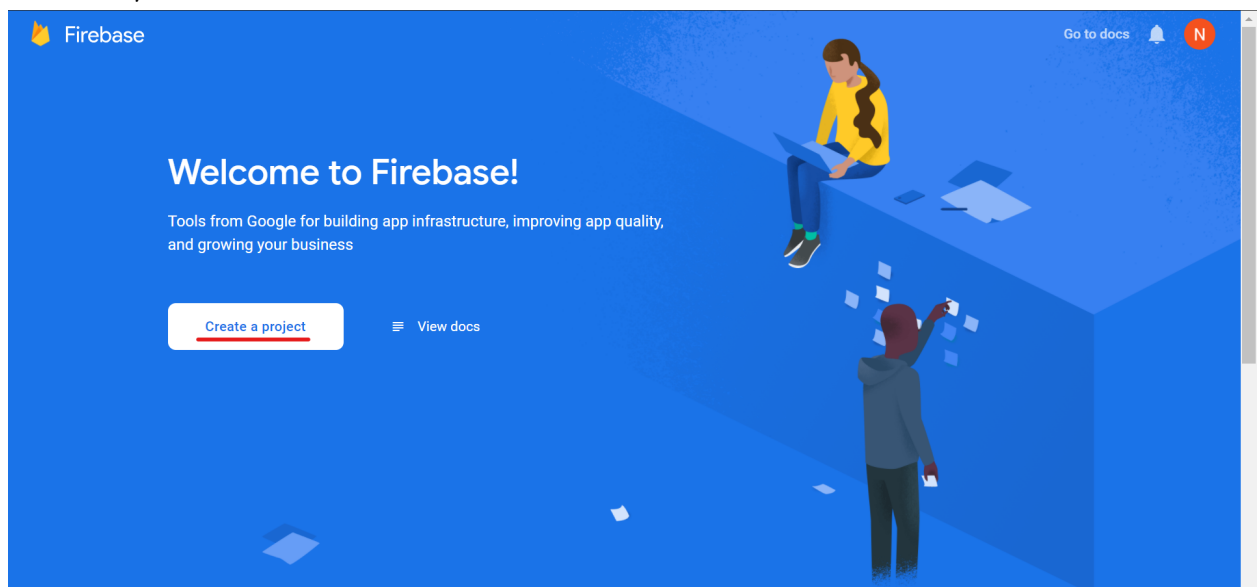 Firebase
Go to docs
N
Welcome to Firebase!
Tools from Google for building app infrastructure, improving app quality,
and growing your business
Create a project
View docs